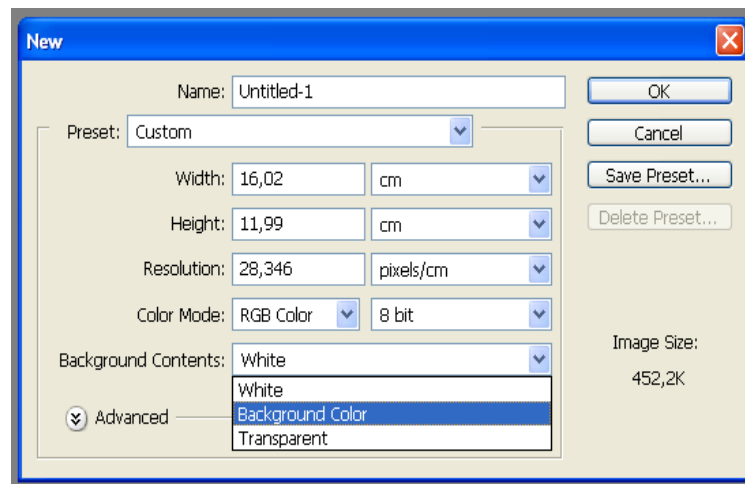 New
Name: Untitled-1
OK
Preset: Custom
Cancel
Width: 16,02 cm
Save Preset...
Height: 11,99 cm
Delete Preset...
Resolution: 28,346 pixels/cm
Color Mode: RGB Color 8 bit
Image Size:
Background Contents: White
452,2K
White
Advanced Background Color
Transparent